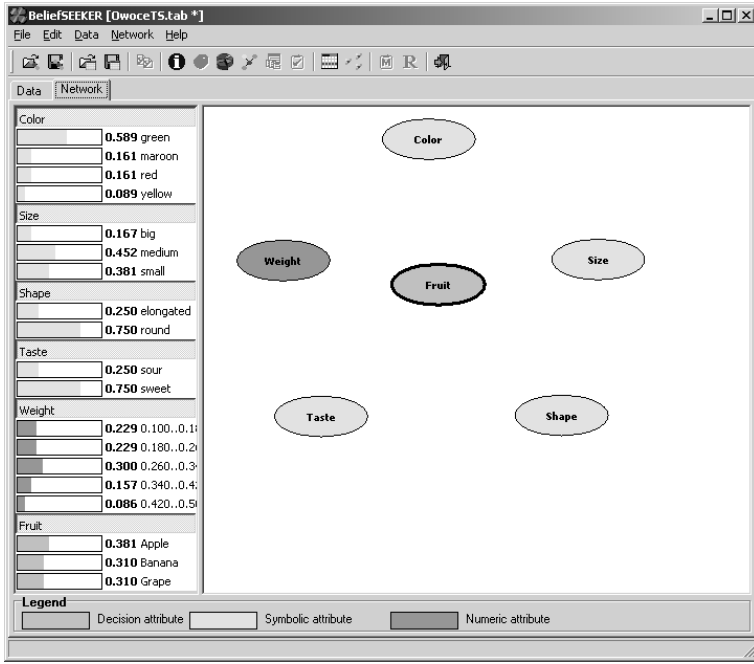 BeliefSEEKER [OwoceTS.tab *]
File Edit Data Network Help
M R
Data Network
Color
0.589 green
0.161 maroon
0.161 red
0.089 yellow
Size
0.167 big
0.452 medium
0.381 small
Shape
0.250 elongated
0.750 round
Taste
0.250 sour
0.750 sweet
Weight
0.229 0.100..0.18
0.229 0.180..0.26
0.300 0.260..0.34
0.157 0.340..0.42
0.086 0.420..0.50
Fruit
0.381 Apple
0.310 Banana
0.310 Grape
Color
Weight
Size
Fruit
Taste
Shape
Legend
Decision attribute Symbolic attribute Numeric attribute